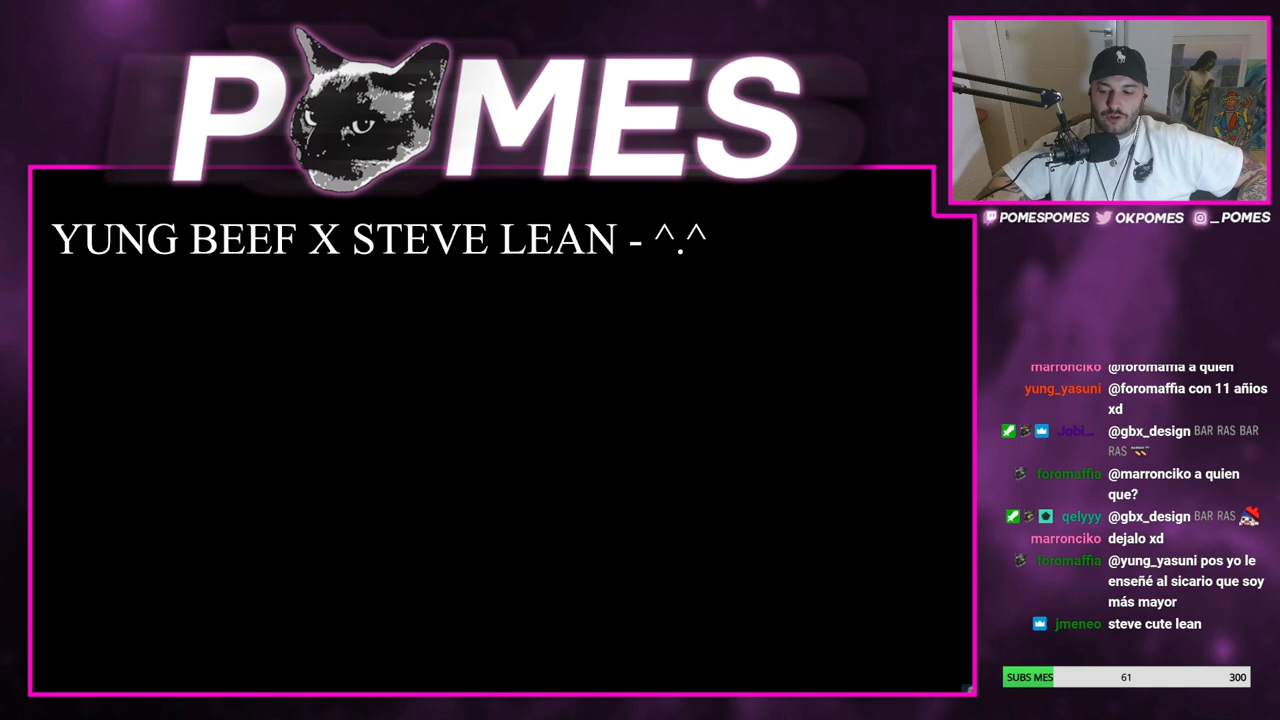 POMES
YUNG BEEF X STEVE LEAN - ^.^
POMESPOMES OKPOMES _POMES
marronciko @foromaffia a quien
yung_yasuni @foromaffia con 11 añios
xd
Jobi... @gbx_design BAR RAS BAR
RAS
foromaffia @marronciko a quien
que?
qelyyy @gbx_design BAR RAS
marronciko dejalo xd
foromaffia @yung_yasuni pos yo le
enseñé al sicario que soy
más mayor
jmeneo steve cute lean
SUBS MES 61 300